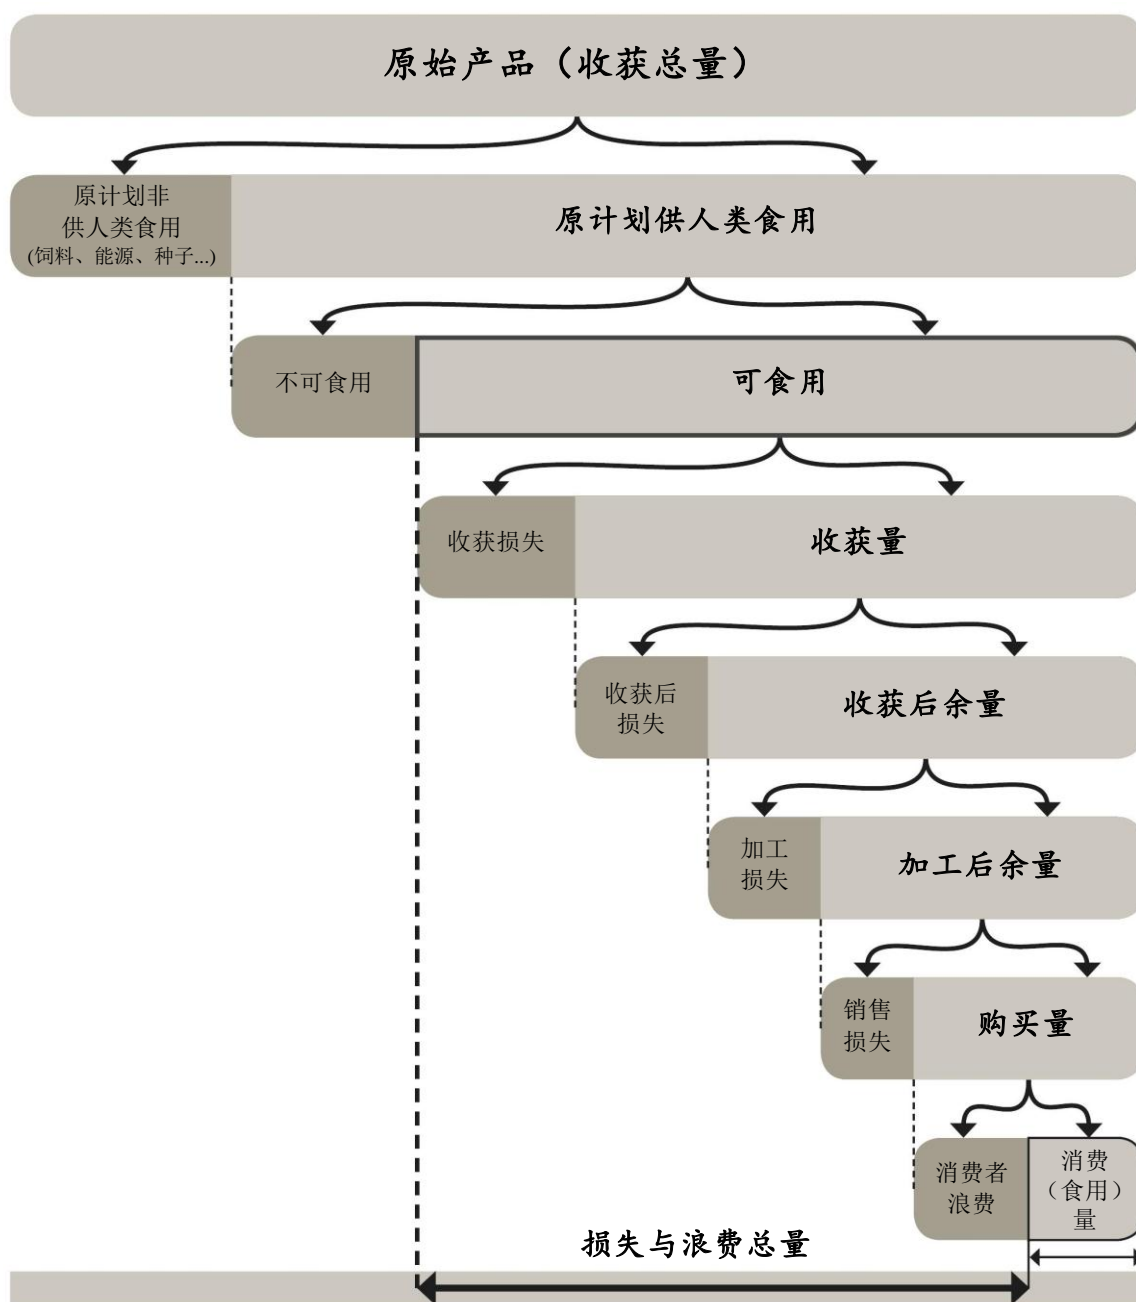 原始产品（收获总量）
原计划非
供人类食用
(饲料、能源、种子...)
原计划供人类食用
不可食用
可食用
收获损失
收获量
收获后
损失
收获后余量
加工
损失
加工后余量
销售
损失
购买量
消费者
浪费
消费
（食用）
量
损失与浪费总量